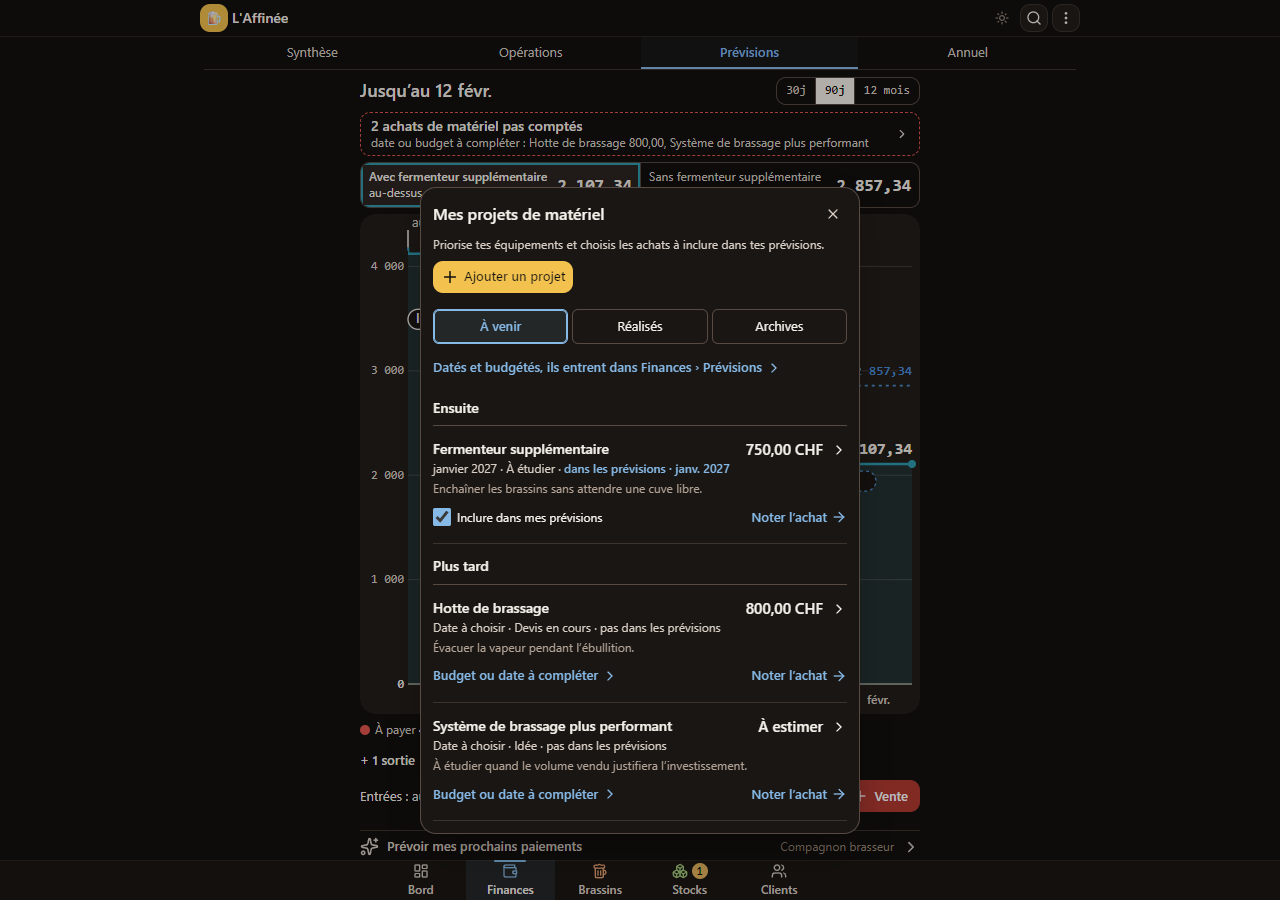 L'Affinée
Synthèse
Opérations
Prévisions
Annuel
Jusqu’au 12 févr.
30j
90j
12 mois
2 achats de matériel pas comptés
date ou budget à compléter : Hotte de brassage 800,00, Système de brassage plus performant
Avec fermenteur supplémentaire
2 107,34
au-dessus
Sans fermenteur supplémentaire
2 857,34
Mes projets de matériel
Priorise tes équipements et choisis les achats à inclure dans tes prévisions.
Ajouter un projet
4 000
À venir
Réalisés
Archives
3 000
Datés et budgétés, ils entrent dans Finances › Prévisions
857,34
Ensuite
Fermenteur supplémentaire
750,00 CHF
107,34
janvier 2027 · À étudier · dans les prévisions · janv. 2027
2 000
Enchaîner les brassins sans attendre une cuve libre.
Inclure dans mes prévisions
Noter l’achat
Plus tard
1 000
Hotte de brassage
800,00 CHF
Date à choisir · Devis en cours · pas dans les prévisions
Évacuer la vapeur pendant l’ébullition.
Budget ou date à compléter
Noter l’achat
0
févr.
Système de brassage plus performant
À estimer
À payer
Date à choisir · Idée · pas dans les prévisions
+ 1 sortie
À étudier quand le volume vendu justifiera l’investissement.
Entrées :
Budget ou date à compléter
Noter l’achat
Vente
Prévoir mes prochains paiements
Compagnon brasseur
1
Bord
Finances
Brassins
Stocks
Clients